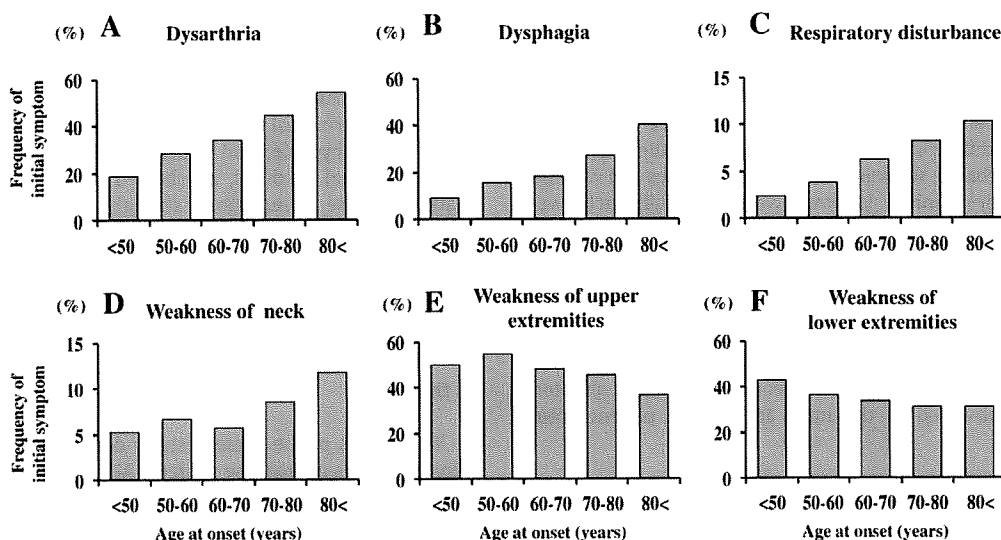 (%) A Dysarthria
Frequency of
initial symptom
60
40
20
0
<50 50-60 60-70 70-80 80<
(%) B Dysphagia
60
40
20
0
<50 50-60 60-70 70-80 80<
(%) C Respiratory disturbance
15
10
5
0
<50 50-60 60-70 70-80 80<
(%) D Weakness of neck
Frequency of
initial symptom
15
10
5
0
<50 50-60 60-70 70-80 80<
Age at onset (years)
(%) E Weakness of upper
extremities
60
40
20
0
<50 50-60 60-70 70-80 80<
Age at onset (years)
(%) F Weakness of
lower extremities
60
40
20
0
<50 50-60 60-70 70-80 80<
Age at onset (years)